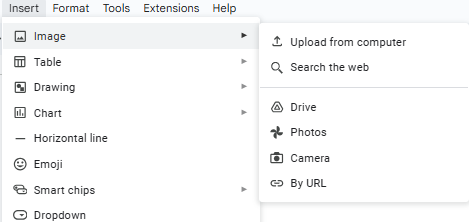 Insert Format Tools Extensions Help
Image
Table
Drawing
Chart
Horizontal line
Emoji
Smart chips
Dropdown
Upload from computer
Search the web
Drive
Photos
Camera
By URL